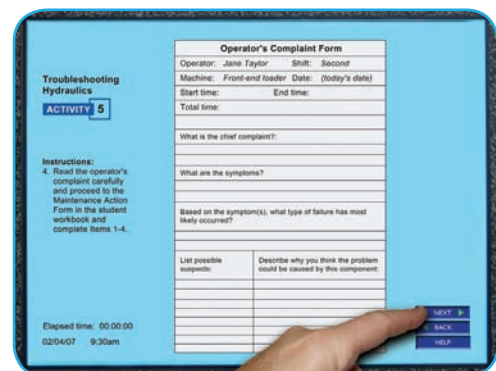 Troubleshooting
Hydraulics
ACTIVITY 5
Instructions:
4. Read the operator's
complaint carefully
and proceed to the
Maintenance Action
Form in the student
workbook and
complete Items 1-4.
Elapsed time: 00:00:00
02/04/07 9:30am
Operator's Complaint Form
Operator: Jane Taylor Shift: Second
Machine: Front-end loader Date: (today's date)
Start time: End time:
Total time:
What is the chief complaint?:
What are the symptoms?
Based on the symptom(s), what type of failure has most
likely occurred?
List possible
suspects:
Describe why you think the problem
could be caused by this component:
NEXT
BACK
HELP